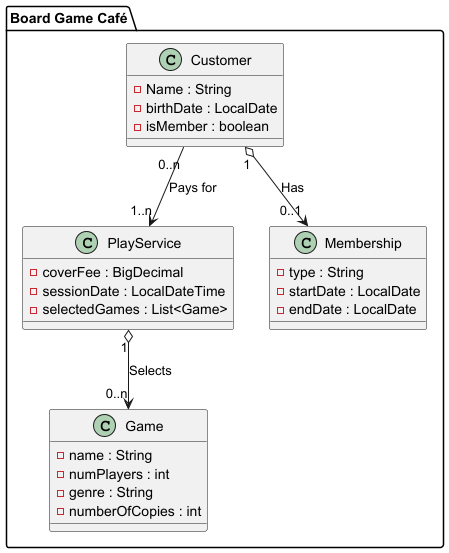 Board Game Café
C Customer
Name : String
birthDate : LocalDate
isMember : boolean
0..n
1
Pays for
Has
1..n
0..1
C PlayService
coverFee : BigDecimal
sessionDate : LocalDateTime
selectedGames : List<Game>
C Membership
type : String
startDate : LocalDate
endDate : LocalDate
1
Selects
0..n
C Game
name : String
numPlayers : int
genre : String
numberOfCopies : int